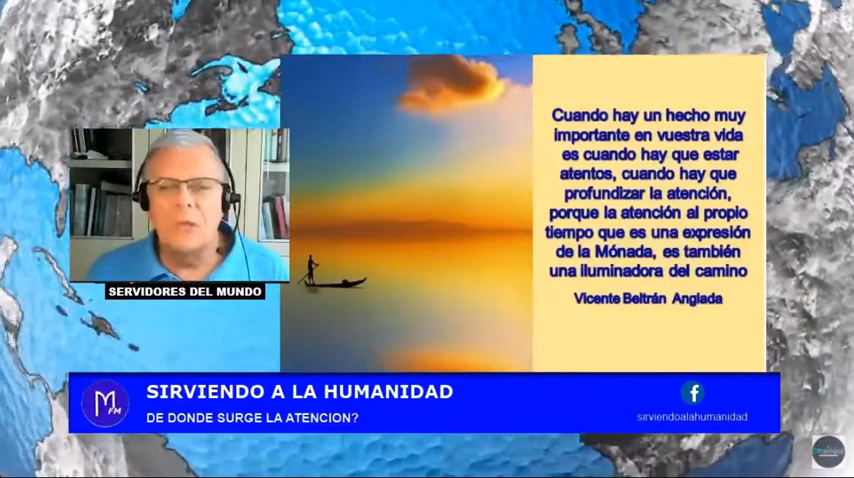 Cuando hay un hecho muy
importante en vuestra vida
es cuando hay que estar
atentos, cuando hay que
profundizar la atención,
porque la atención al propio
tiempo que es una expresión
de la Mónada, es también
una iluminadora del camino
Vicente Beltrán Anglada
SERVIDORES DEL MUNDO
M
FM
SIRVIENDO A LA HUMANIDAD
DE DONDE SURGE LA ATENCION?
f
sirviendoalahumanidad